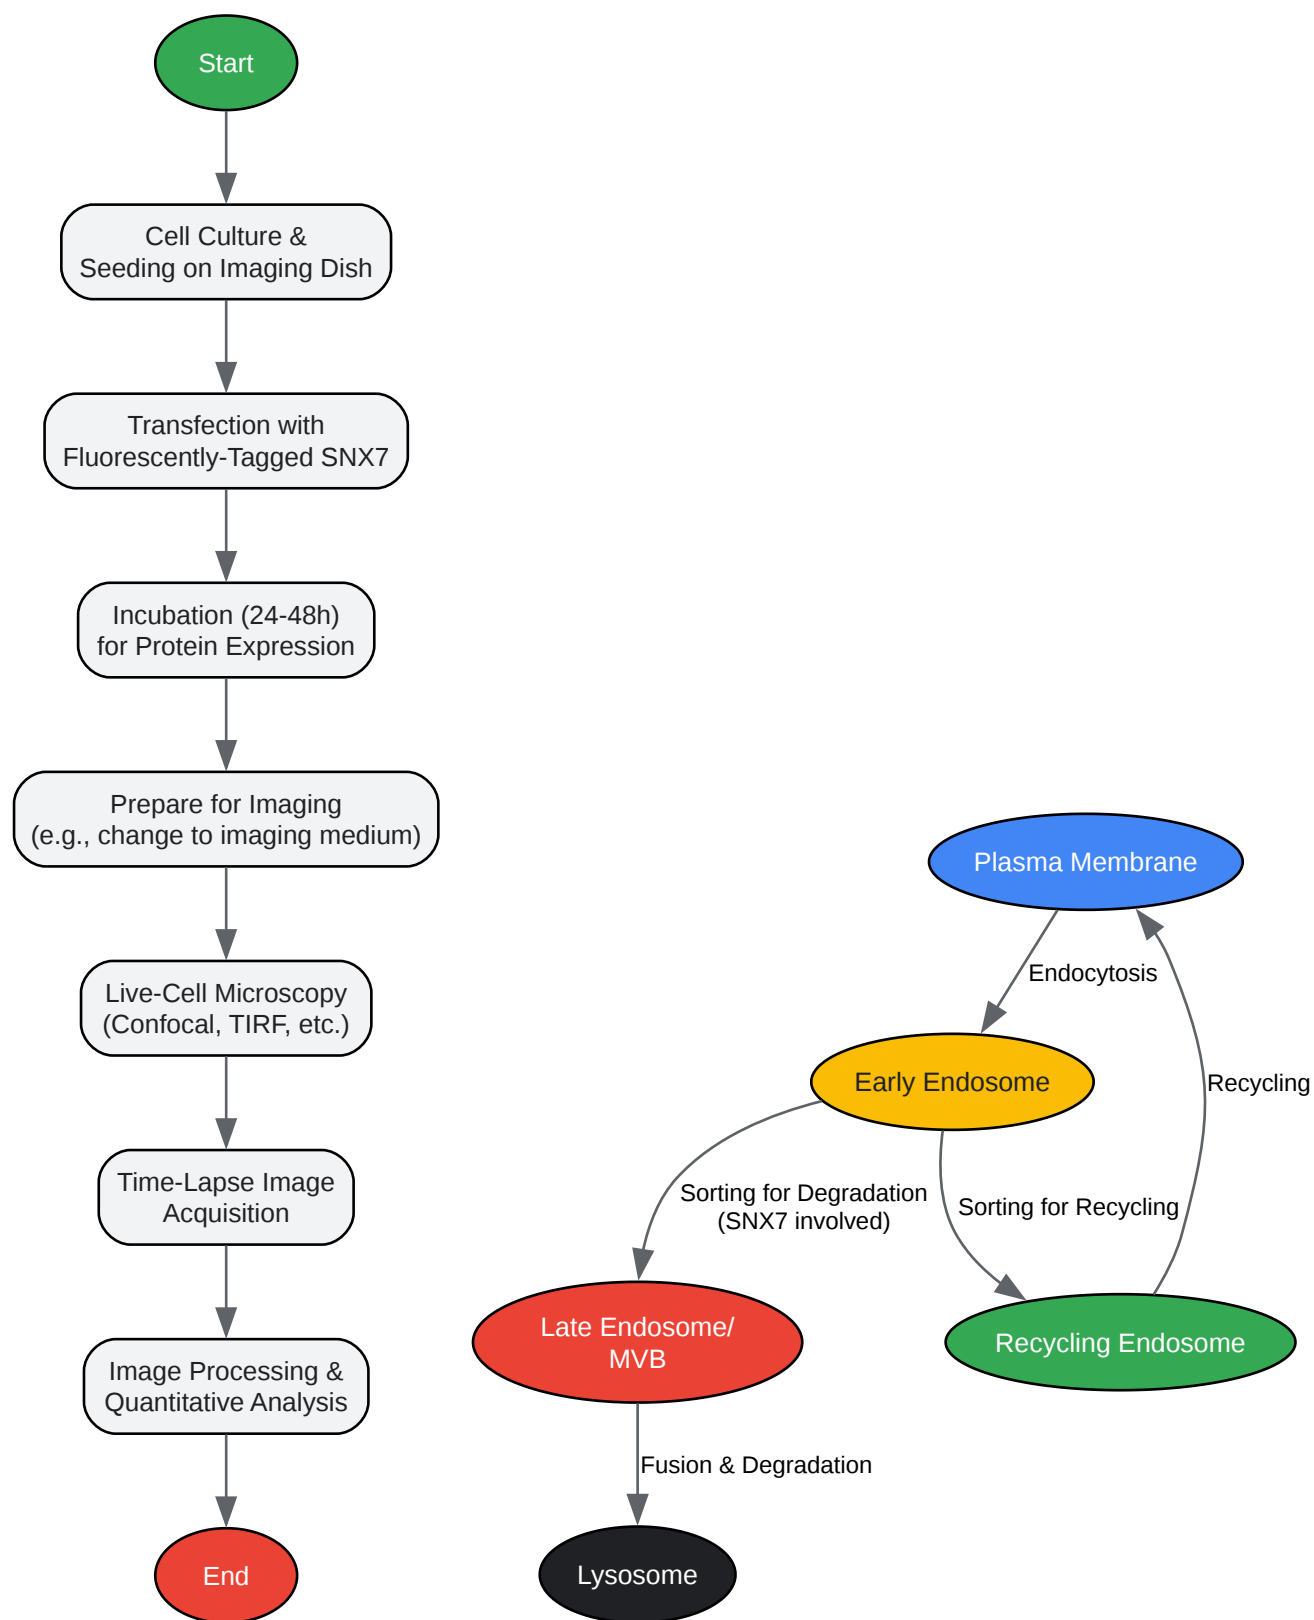 Start
Cell Culture &
Seeding on Imaging Dish
Transfection with
Fluorescently-Tagged SNX7
Incubation (24-48h)
for Protein Expression
Prepare for Imaging
(e.g., change to imaging medium)
Live-Cell Microscopy
(Confocal, TIRF, etc.)
Time-Lapse Image
Acquisition
Image Processing &
Quantitative Analysis
End
Plasma Membrane
Endocytosis
Early Endosome
Recycling
Sorting for Degradation
(SNX7 involved)
Sorting for Recycling
Late Endosome/
MVB
Recycling Endosome
Fusion & Degradation
Lysosome